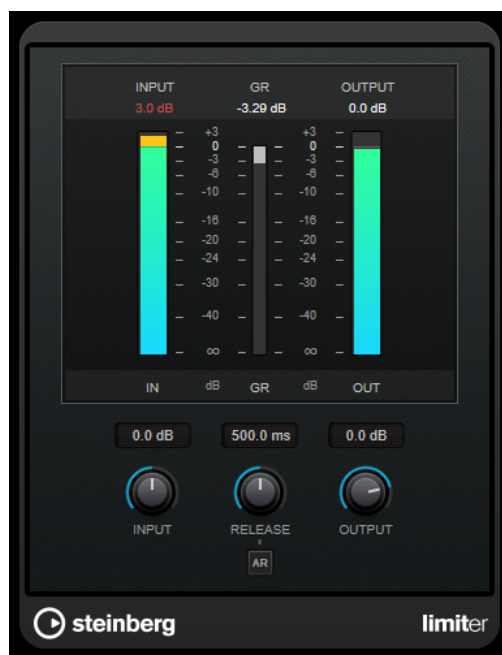 INPUT GR OUTPUT
3.0 dB -3.29 dB 0.0 dB
+3 +3
0 0
-3 -3
-6 -6
-10 -10
-16 -16
-20 -20
-24 -24
-30 -30
-40 -40
∞ ∞
IN dB GR dB OUT
0.0 dB 500.0 ms 0.0 dB
INPUT RELEASE OUTPUT
AR
steinberg limiter